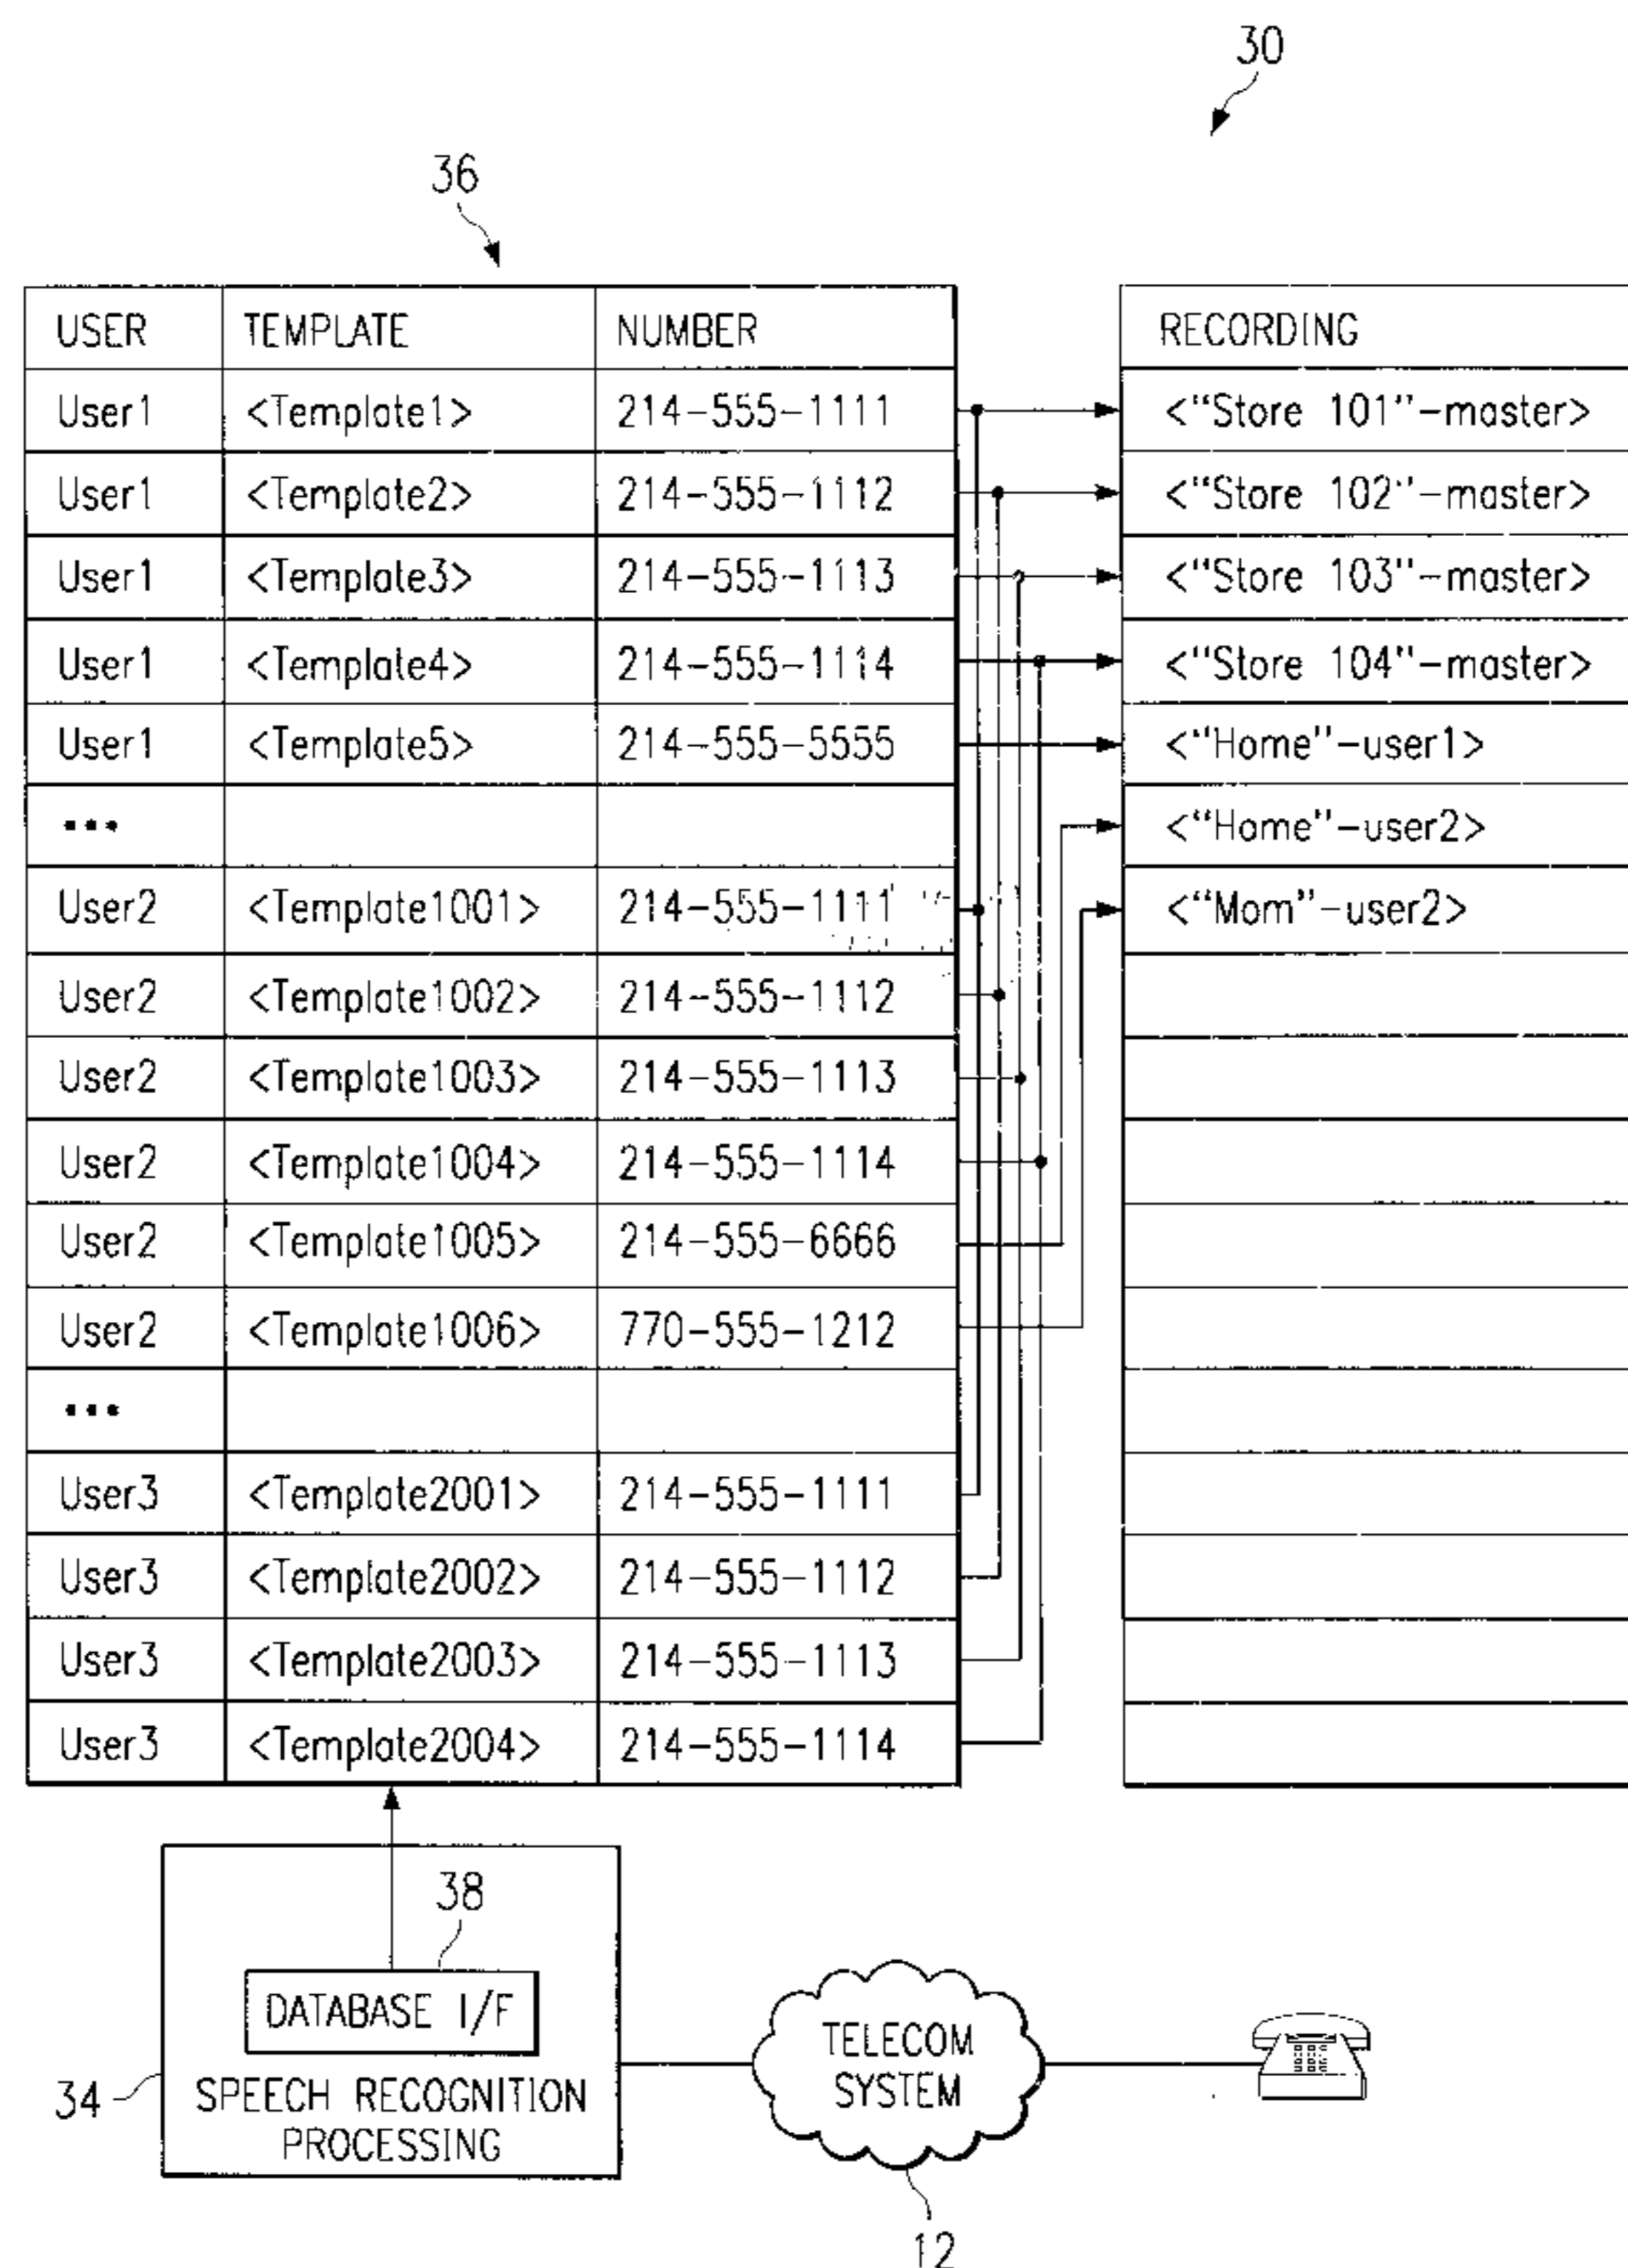 30
36
USER TEMPLATE NUMBER RECORDING
User1 <Template1> 214-555-1111 <"Store 101"-master>
User1 <Template2> 214-555-1112 <"Store 102"-master>
User1 <Template3> 214-555-1113 <"Store 103"-master>
User1 <Template4> 214-555-1114 <"Store 104"-master>
User1 <Template5> 214-555-5555 <"Home"-user1>
••• <"Home"-user2>
User2 <Template1001> 214-555-1111 <"Mom"-user2>
User2 <Template1002> 214-555-1112
User2 <Template1003> 214-555-1113
User2 <Template1004> 214-555-1114
User2 <Template1005> 214-555-6666
User2 <Template1006> 770-555-1212
•••
User3 <Template2001> 214-555-1111
User3 <Template2002> 214-555-1112
User3 <Template2003> 214-555-1113
User3 <Template2004> 214-555-1114
38
DATABASE I/F
34
SPEECH RECOGNITION
PROCESSING
TELECOM
SYSTEM
12